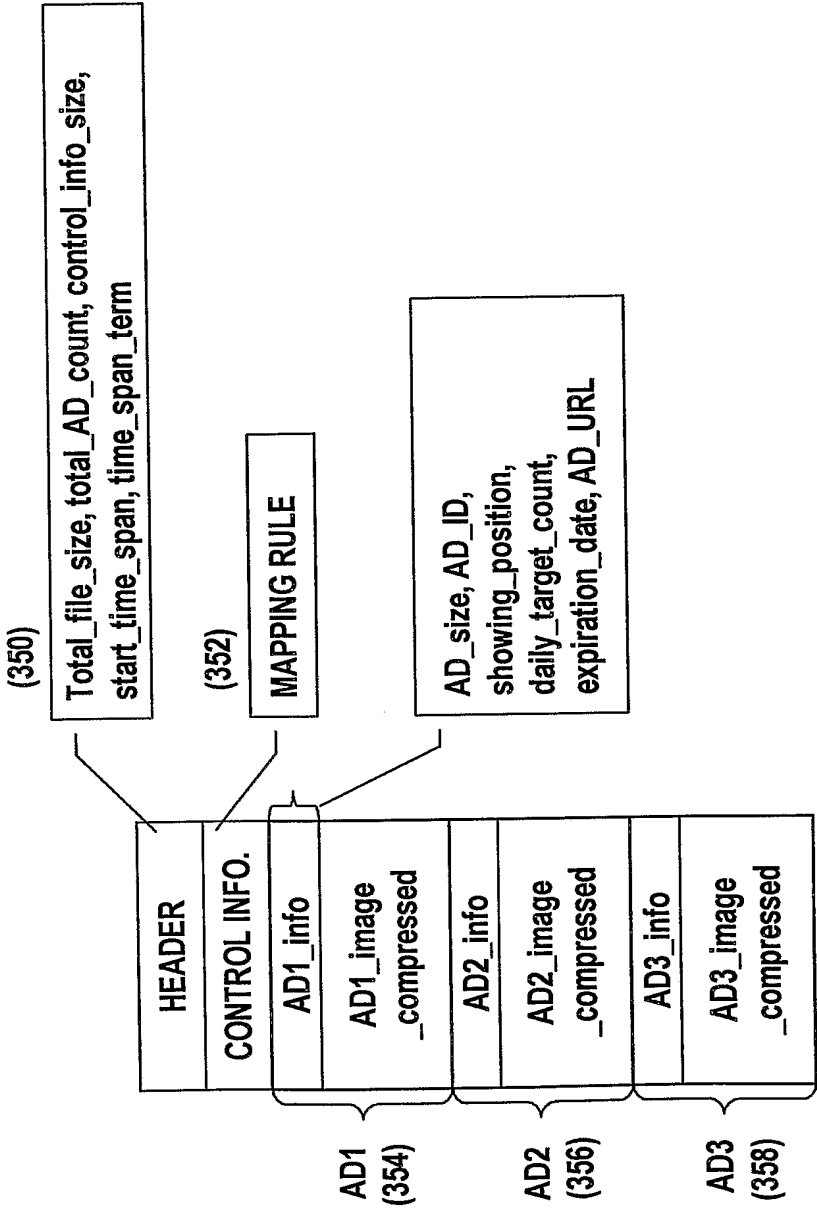 (350)
Total_file_size, total_AD_count, control_info_size,
start_time_span, time_span_term
(352)
MAPPING RULE
AD_size, AD_ID,
showing_position,
daily_target_count,
expiration_date, AD_URL
HEADER
CONTROL INFO.
AD1_info
AD1_image
_compressed
AD2_info
AD2_image
_compressed
AD3_info
AD3_image
_compressed
AD1
(354)
AD2
(356)
AD3
(358)